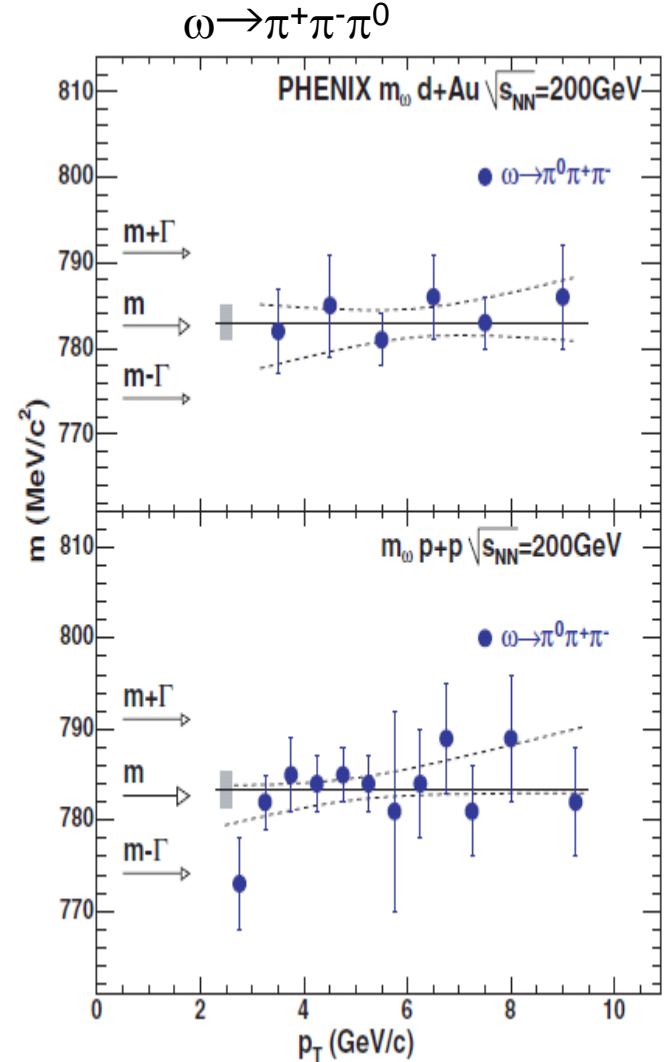 ω→π⁺π⁻π⁰
PHENIX m_ω d+Au √s_NN=200GeV
ω→π⁰π⁺π⁻
810
800
790
780
770
m+Γ
m
m-Γ
m (MeV/c²)
m_ω p+p √s_NN=200GeV
ω→π⁰π⁺π⁻
810
800
790
780
770
m+Γ
m
m-Γ
0 2 4 6 8 10
p_T (GeV/c)